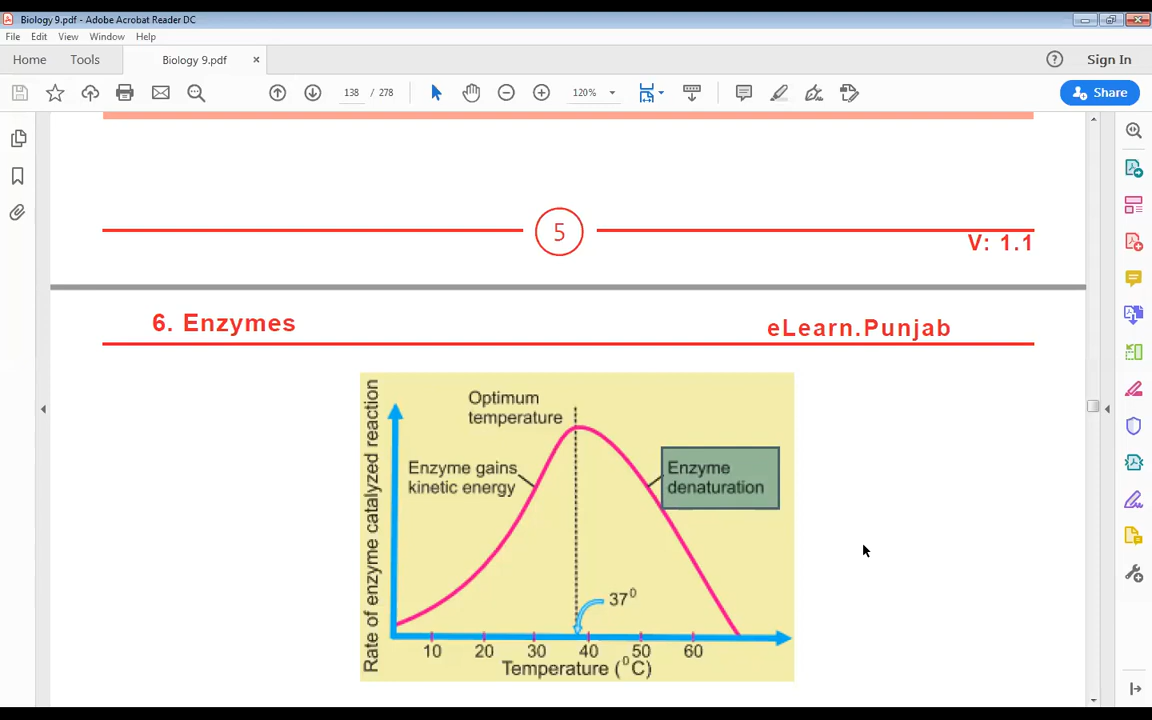 Biology 9.pdf - Adobe Acrobat Reader DC
File Edit View Window Help
Home Tools Biology 9.pdf × Sign In
138 / 278 120% Share
5
V: 1.1
6. Enzymes eLearn.Punjab
Rate of enzyme catalyzed reaction
Optimum
temperature
Enzyme gains
kinetic energy
Enzyme
denaturation
37⁰
10 20 30 40 50 60
Temperature (⁰C)